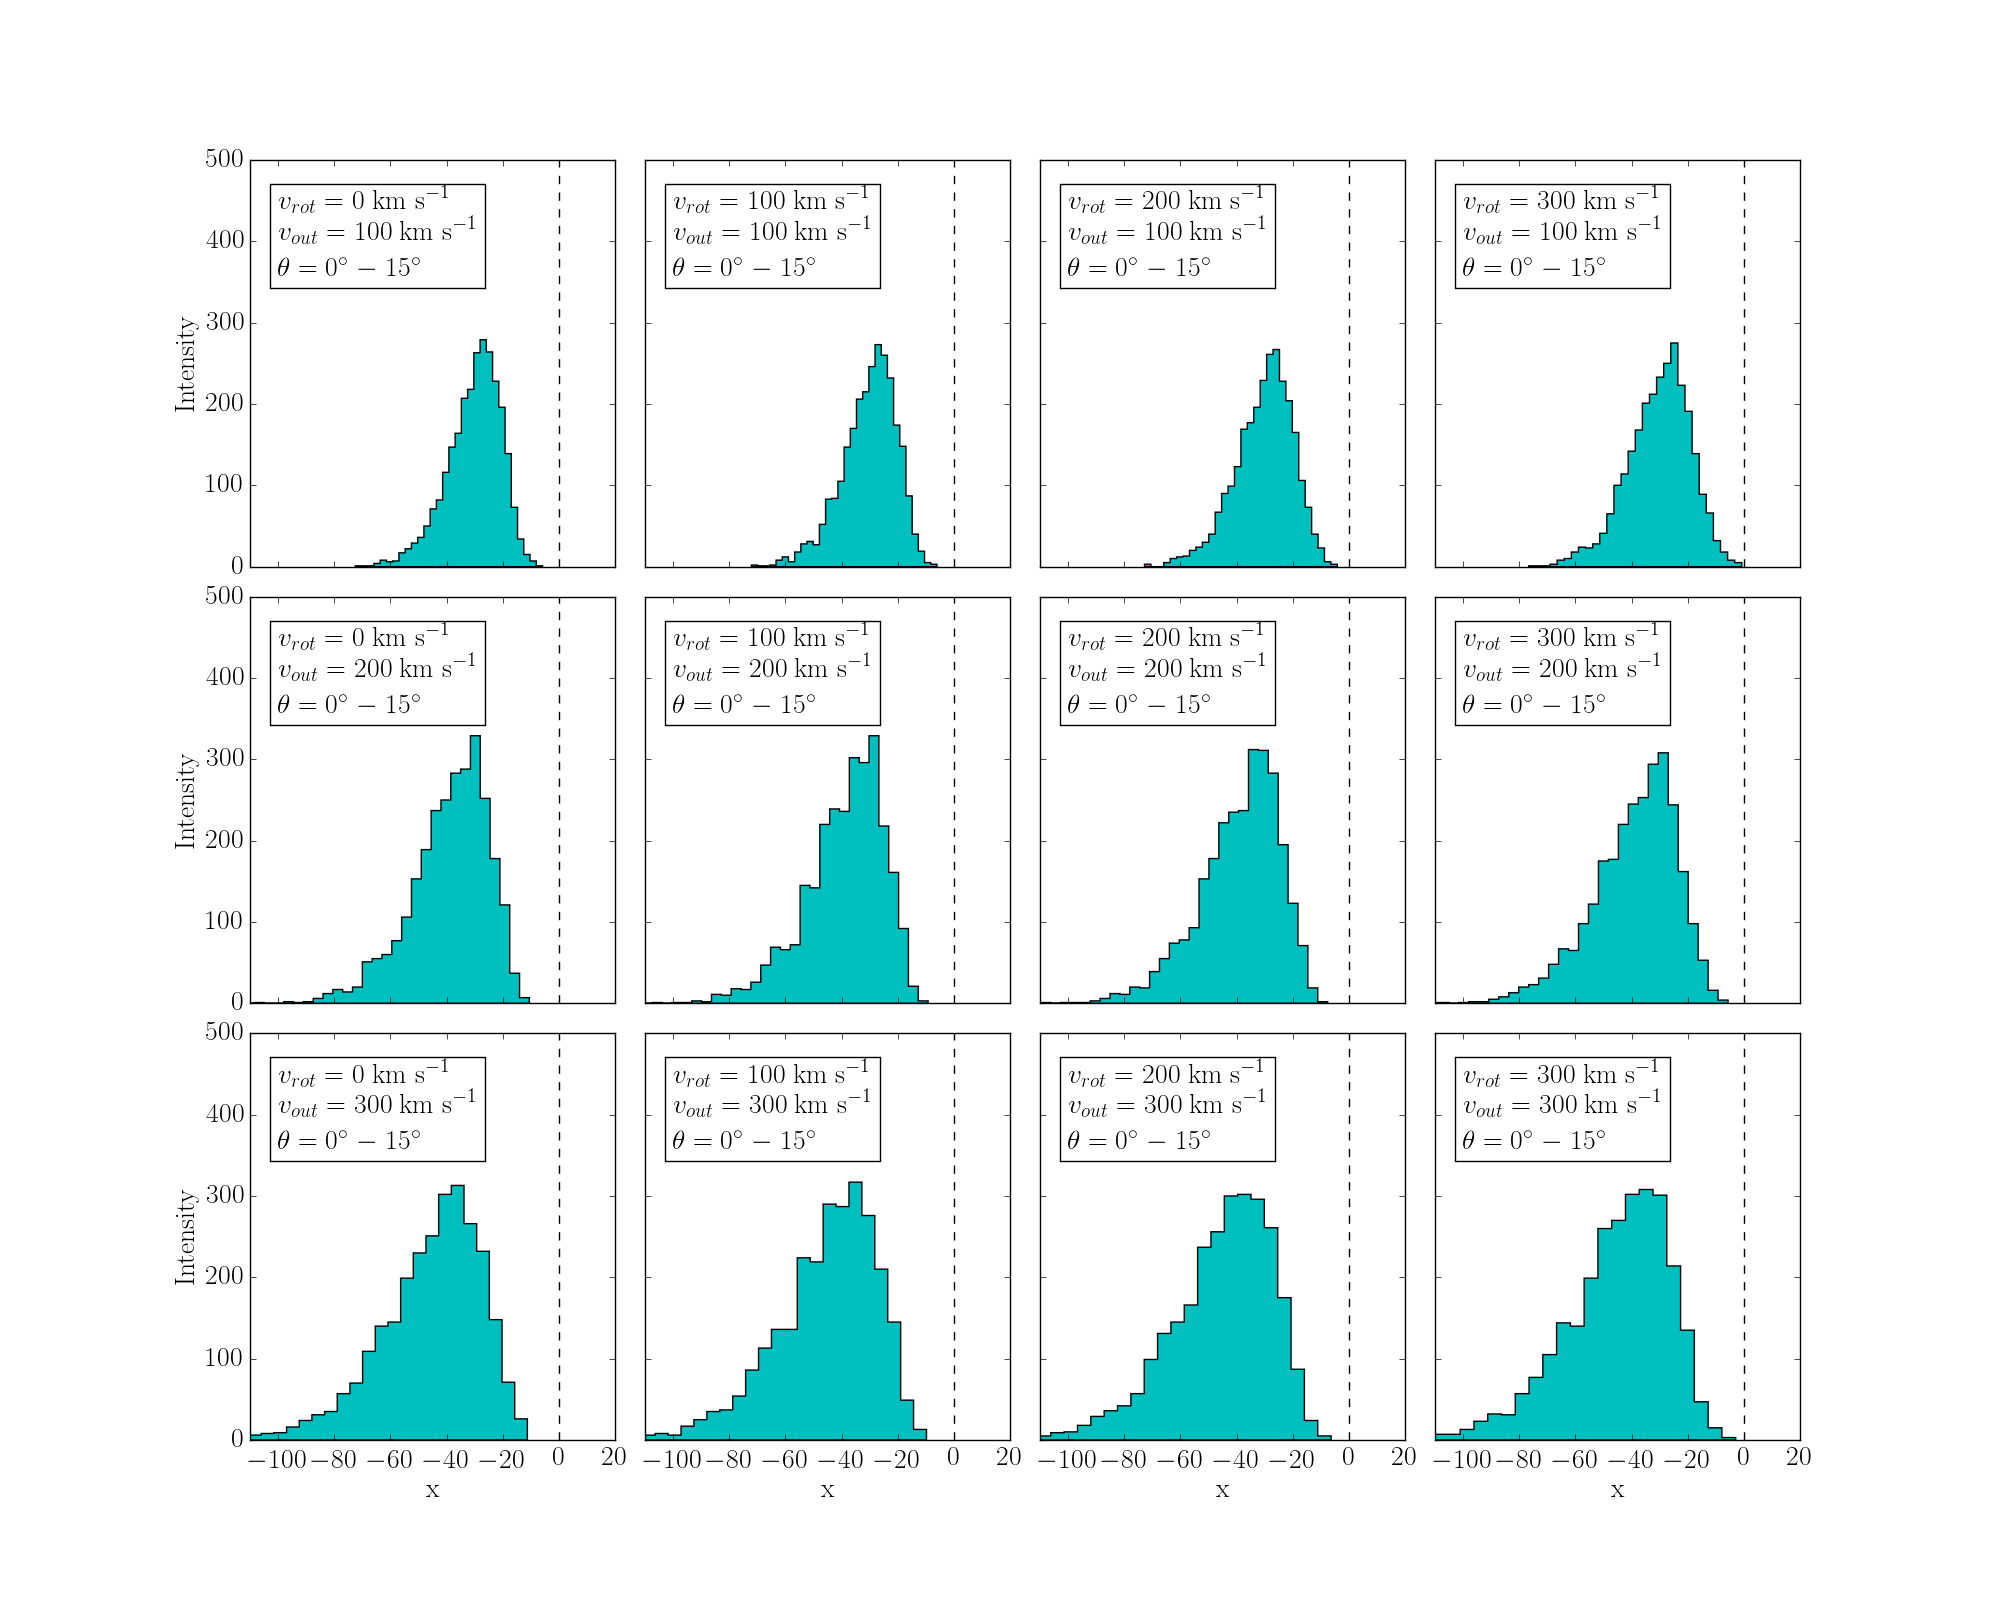 500
400
300
200
100
0
Intensity
v_rot = 0 km s⁻¹
v_out = 100 km s⁻¹
θ = 0° − 15°
v_rot = 100 km s⁻¹
v_out = 100 km s⁻¹
θ = 0° − 15°
v_rot = 200 km s⁻¹
v_out = 100 km s⁻¹
θ = 0° − 15°
v_rot = 300 km s⁻¹
v_out = 100 km s⁻¹
θ = 0° − 15°
500
400
300
200
100
0
Intensity
v_rot = 0 km s⁻¹
v_out = 200 km s⁻¹
θ = 0° − 15°
v_rot = 100 km s⁻¹
v_out = 200 km s⁻¹
θ = 0° − 15°
v_rot = 200 km s⁻¹
v_out = 200 km s⁻¹
θ = 0° − 15°
v_rot = 300 km s⁻¹
v_out = 200 km s⁻¹
θ = 0° − 15°
500
400
300
200
100
0
Intensity
v_rot = 0 km s⁻¹
v_out = 300 km s⁻¹
θ = 0° − 15°
v_rot = 100 km s⁻¹
v_out = 300 km s⁻¹
θ = 0° − 15°
v_rot = 200 km s⁻¹
v_out = 300 km s⁻¹
θ = 0° − 15°
v_rot = 300 km s⁻¹
v_out = 300 km s⁻¹
θ = 0° − 15°
−100 −80 −60 −40 −20 0 20
x
−100 −80 −60 −40 −20 0 20
x
−100 −80 −60 −40 −20 0 20
x
−100 −80 −60 −40 −20 0 20
x